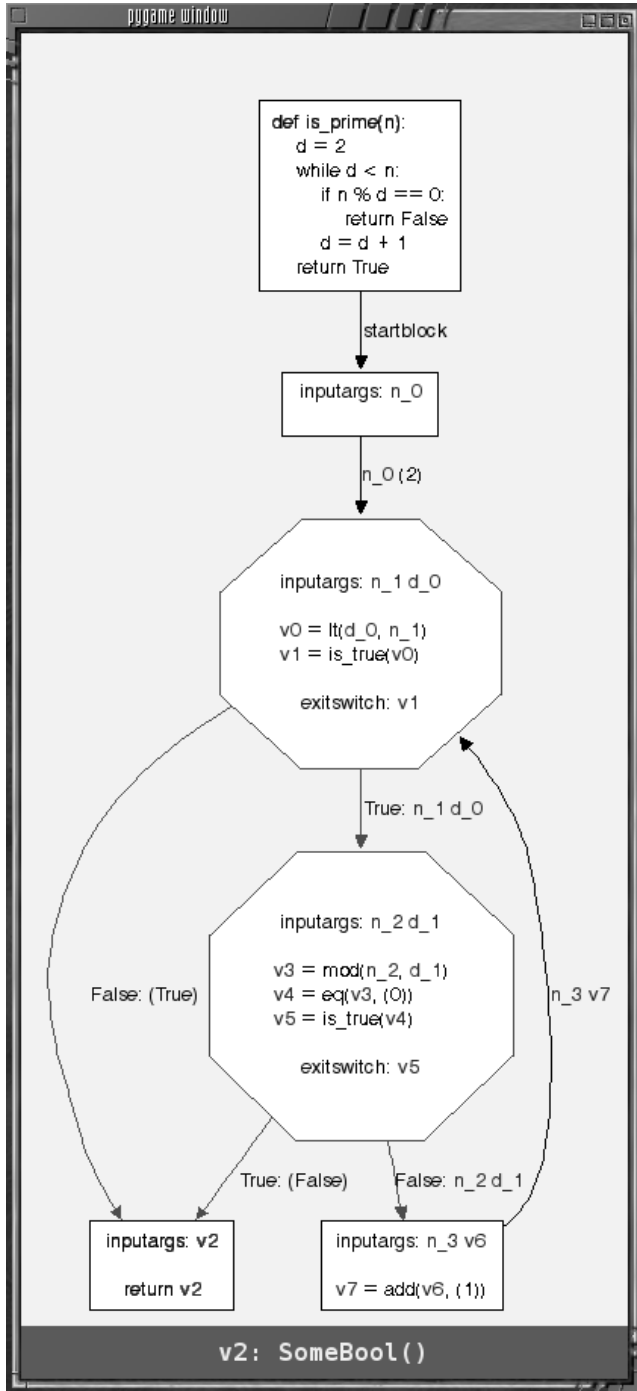 pygame window
def is_prime(n):
d = 2
while d < n:
if n % d == 0:
return False
d = d + 1
return True
startblock
inputargs: n_0
n_0 (2)
inputargs: n_1 d_0
v0 = lt(d_0, n_1)
v1 = is_true(v0)
exitswitch: v1
True: n_1 d_0
inputargs: n_2 d_1
v3 = mod(n_2, d_1)
v4 = eq(v3, (0))
v5 = is_true(v4)
exitswitch: v5
False: (True)
n_3 v7
True: (False)
False: n_2 d_1
inputargs: v2
return v2
inputargs: n_3 v6
v7 = add(v6, (1))
v2: SomeBool()